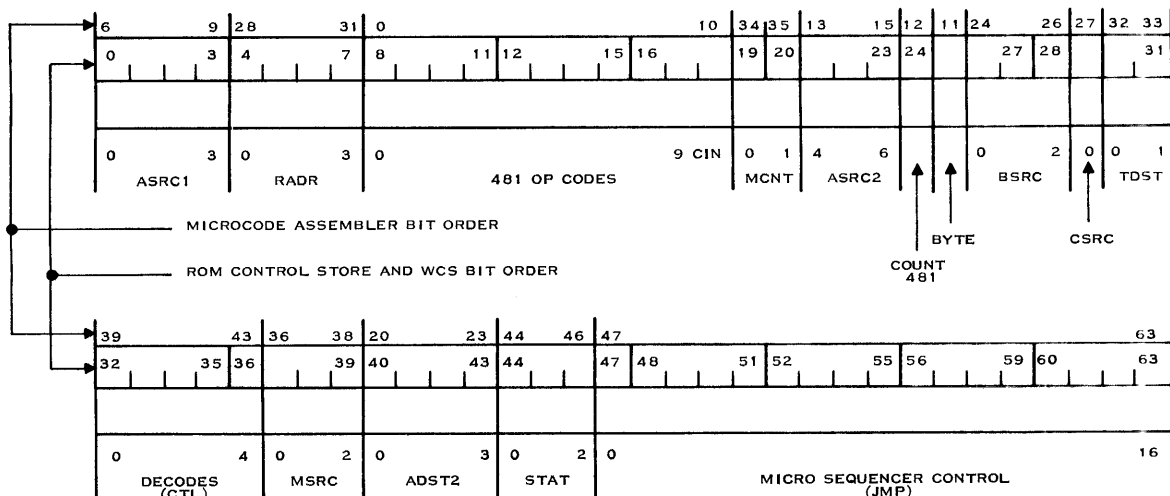 6 9 28 31 0 10 34 35 13 15 12 11 24 26 27 32 33
0 3 4 7 8 11 12 15 16 19 20 23 24 27 28 31
0 3 0 3 0 9 CIN 0 1 4 6 0 2 0 0 1
ASRC1 RADR 481 OP CODES MCNT ASRC2 BSRC TDST
MICROCODE ASSEMBLER BIT ORDER
BYTE CSRC
COUNT
481
ROM CONTROL STORE AND WCS BIT ORDER
39 43 36 38 20 23 44 46 47 63
32 35 36 39 40 43 44 47 48 51 52 55 56 59 60 63
0 4 0 2 0 3 0 2 0 16
DECODES MSRC ADST2 STAT MICRO SEQUENCER CONTROL
(CTL) (JMP)